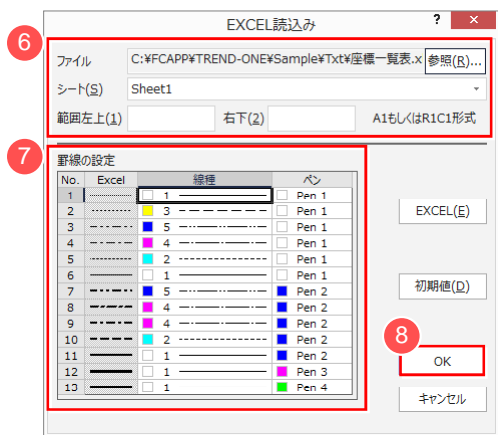 EXCEL読込み ? ×
6
ファイル C:¥FCAPP¥TREND-ONE¥Sample¥Txt¥座標一覧表.x 参照(R)...
シート(S) Sheet1
範囲左上(1) 右下(2) A1もしくはR1C1形式
7
罫線の設定
No. Excel 線種 ペン
1 1 Pen 1
2 3 Pen 1
3 5 Pen 1
4 4 Pen 1
5 2 Pen 1
6 1 Pen 1
7 5 Pen 2
8 4 Pen 2
9 4 Pen 2
10 2 Pen 2
11 1 Pen 2
12 1 Pen 3
13 1 Pen 4
EXCEL(E)
初期値(D)
8
OK
キャンセル